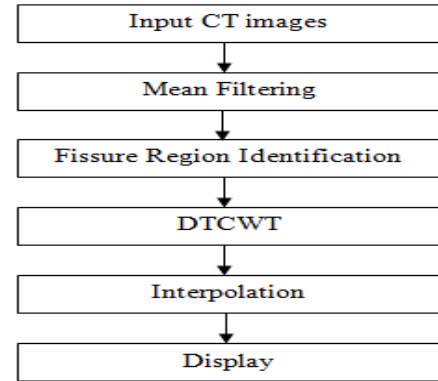 Input CT images
Mean Filtering
Fissure Region Identification
DTCWT
Interpolation
Display